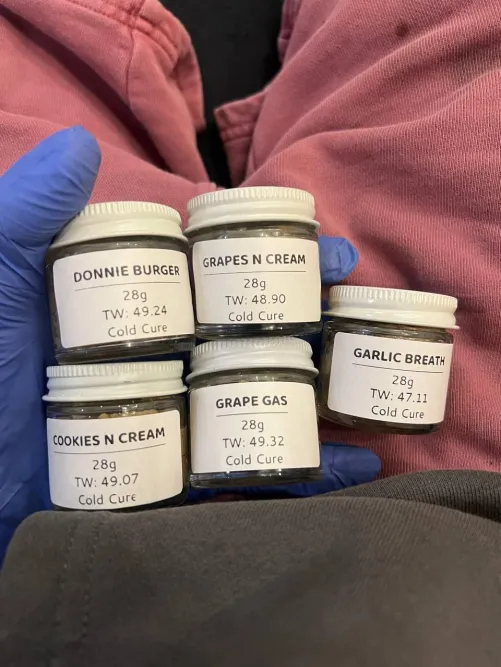 DONNIE BURGER
28g
TW: 49.24
Cold Cure
GRAPES N CREAM
28g
TW: 48.90
Cold Cure
GARLIC BREATH
28g
TW: 47.11
Cold Cure
COOKIES N CREAM
28g
TW: 49.07
Cold Cure
GRAPE GAS
28g
TW: 49.32
Cold Cure